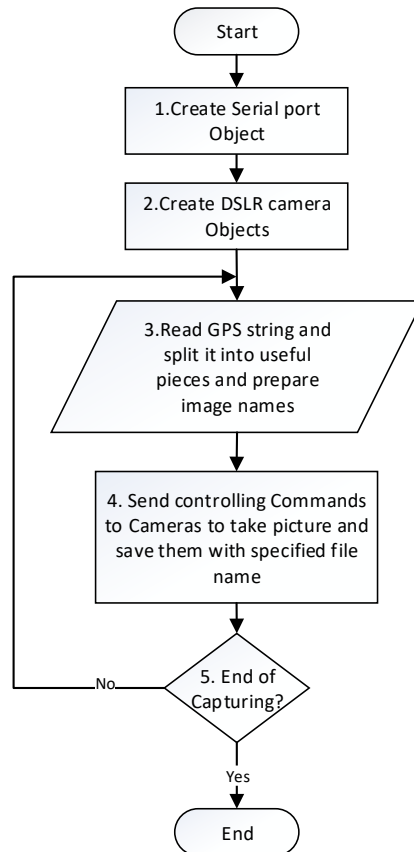 Start
1.Create Serial port
Object
2.Create DSLR camera
Objects
3.Read GPS string and
split it into useful
pieces and prepare
image names
4. Send controlling Commands
to Cameras to take picture and
save them with specified file
name
5. End of
Capturing?
No
Yes
End